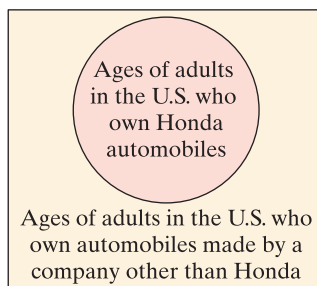 Ages of adults
in the U.S. who
own Honda
automobiles
Ages of adults in the U.S. who
own automobiles made by a
company other than Honda